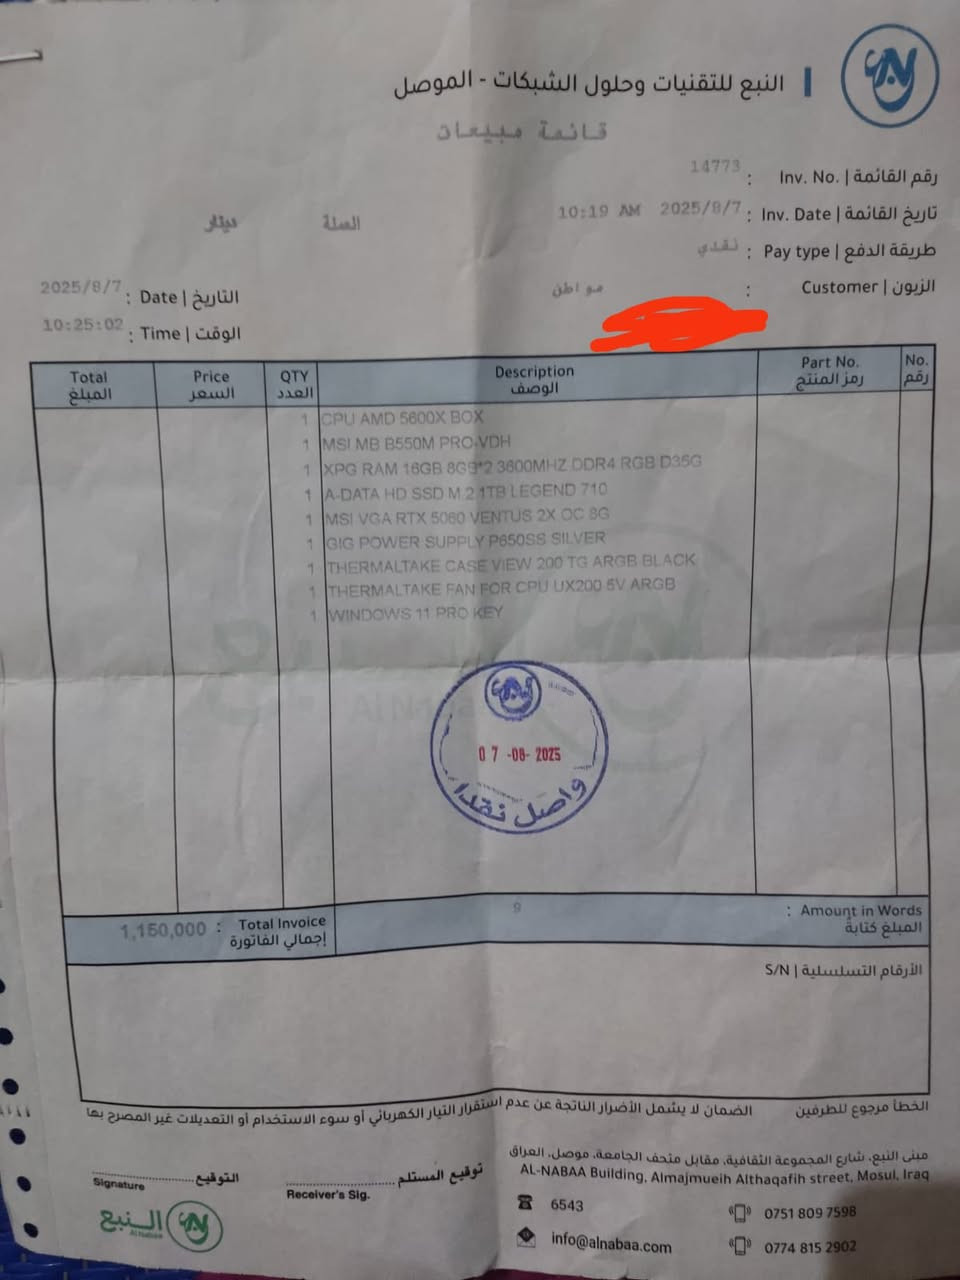 النبع للتقنيات وحلول الشبكات - الموصل
قائمة مبيعات
رقم القائمة | Inv. No. : 14773
تاريخ القائمة | Inv. Date : 2025/8/7 10:19 AM
العملة دينار
طريقة الدفع | Pay type : نقدي
الزبون | Customer : مواطن
التاريخ | Date : 2025/8/7
الوقت | Time : 10:25:02
No. رقم Part No. رمز المنتج Description الوصف QTY العدد Price السعر Total المبلغ
1 CPU AMD 5600X BOX
1 MSI MB B550M PRO-VDH
1 XPG RAM 16GB 8G9*2 3600MHZ DDR4 RGB D35G
1 A-DATA HD SSD M.2 1TB LEGEND 710
1 MSI VGA RTX 5060 VENTUS 2X OC 8G
1 GIG POWER SUPPLY P650SS SILVER
1 THERMALTAKE CASE VIEW 200 TG ARGB BLACK
1 THERMALTAKE FAN FOR CPU UX200 5V ARGB
1 WINDOWS 11 PRO KEY
07-08-2025
واصل نقدا
Amount in Words :
المبلغ كتابة
9
Total Invoice : 1,150,000
إجمالي الفاتورة
الأرقام التسلسلية | S/N
الخطأ مرجوع للطرفين الضمان لا يشمل الأضرار الناتجة عن عدم استقرار التيار الكهربائي أو سوء الاستخدام أو التعديلات غير المصرح بها
مبنى النبع، شارع المجموعة الثقافية، مقابل متحف الجامعة، موصل، العراق
AL-NABAA Building, Almajmueih Althaqafih street, Mosul, Iraq
توقيع المستلم
Receiver's Sig.
التوقيع
Signature
6543
0751 809 7598
info@alnabaa.com
0774 815 2902
النبع
Al Nabaa